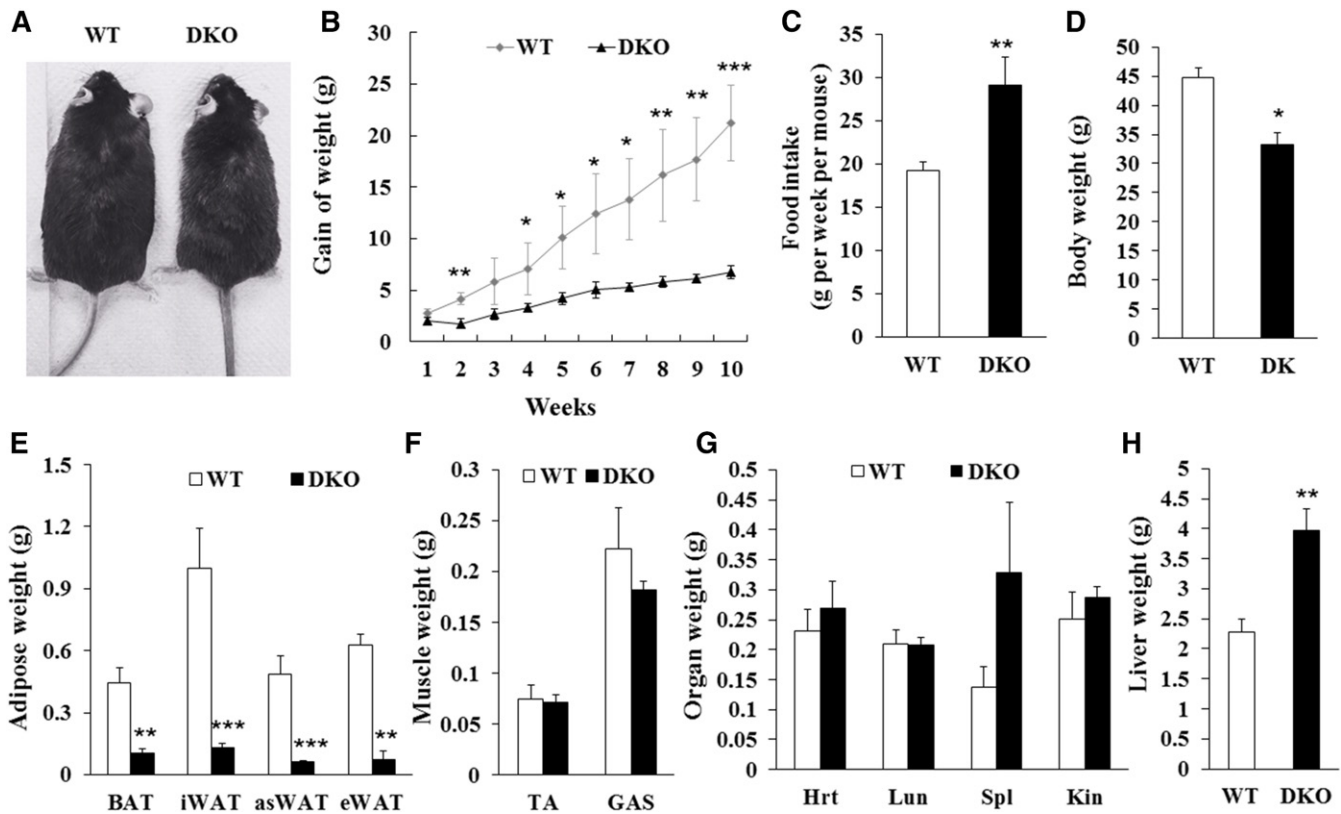 A
WT DKO
B
Gain of weight (g)
30
25
20
15
10
5
0
WT DKO
** * * * * ** ** ***
1 2 3 4 5 6 7 8 9 10
Weeks
C
Food intake
(g per week per mouse)
35
30
25
20
15
10
5
0
**
WT DKO
D
Body weight (g)
50
45
40
35
30
25
20
15
10
5
0
*
WT DK
E
Adipose weight (g)
1.5
1.2
0.9
0.6
0.3
0
WT DKO
** *** *** **
BAT iWAT asWAT eWAT
F
Muscle weight (g)
0.3
0.25
0.2
0.15
0.1
0.05
0
WT DKO
TA GAS
G
Organ weight (g)
0.5
0.45
0.4
0.35
0.3
0.25
0.2
0.15
0.1
0.05
0
WT DKO
Hrt Lun Spl Kin
H
Liver weight (g)
5
4.5
4
3.5
3
2.5
2
1.5
1
0.5
0
**
WT DKO